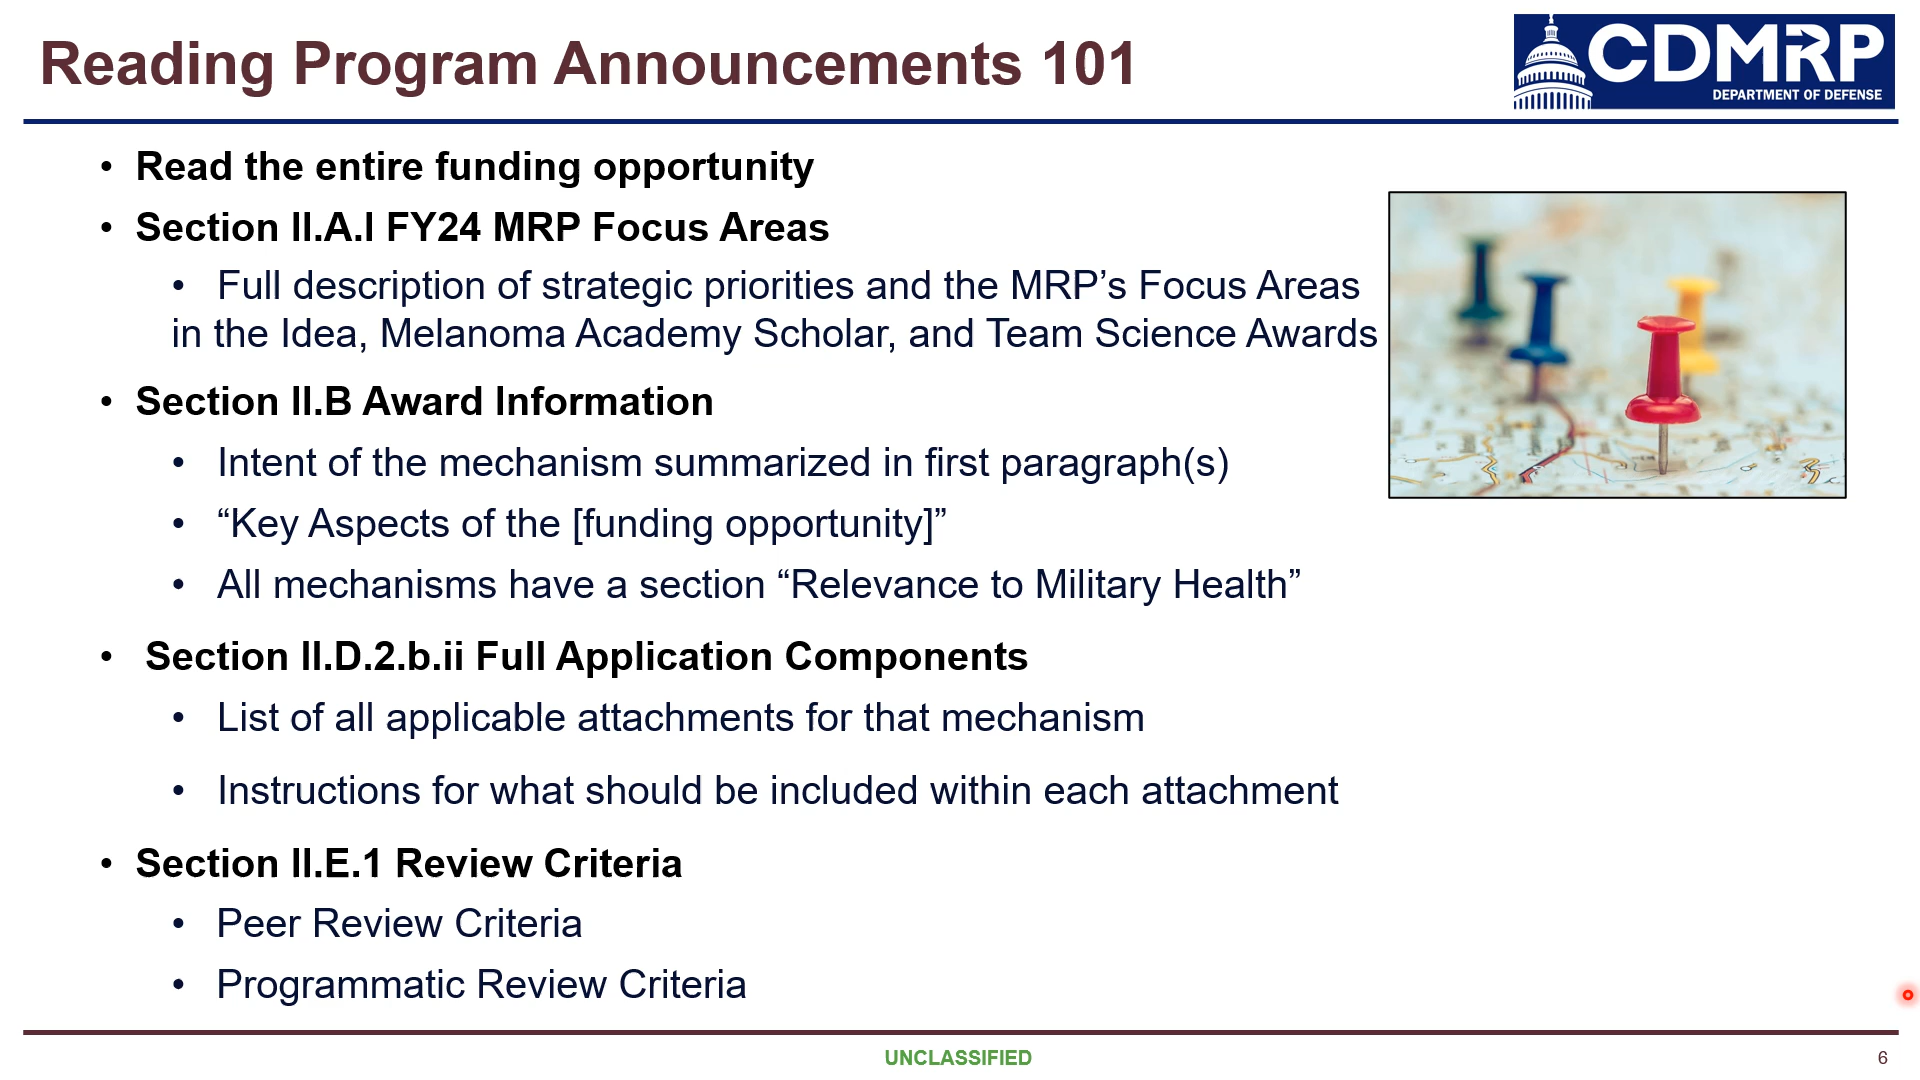 Reading Program Announcements 101
CDMRP
DEPARTMENT OF DEFENSE
• Read the entire funding opportunity
• Section II.A.I FY24 MRP Focus Areas
• Full description of strategic priorities and the MRP’s Focus Areas
in the Idea, Melanoma Academy Scholar, and Team Science Awards
• Section II.B Award Information
• Intent of the mechanism summarized in first paragraph(s)
• “Key Aspects of the [funding opportunity]”
• All mechanisms have a section “Relevance to Military Health”
• Section II.D.2.b.ii Full Application Components
• List of all applicable attachments for that mechanism
• Instructions for what should be included within each attachment
• Section II.E.1 Review Criteria
• Peer Review Criteria
• Programmatic Review Criteria
UNCLASSIFIED
6